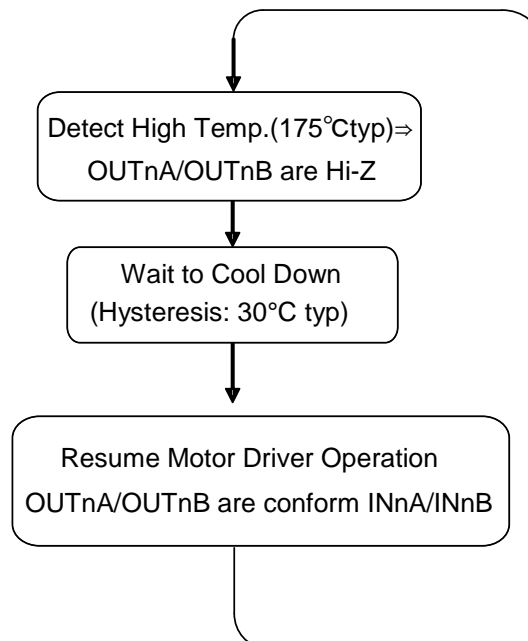 Detect High Temp.(175℃typ)⇒
OUTnA/OUTnB are Hi-Z
Wait to Cool Down
(Hysteresis: 30°C typ)
Resume Motor Driver Operation
OUTnA/OUTnB are conform INnA/INnB